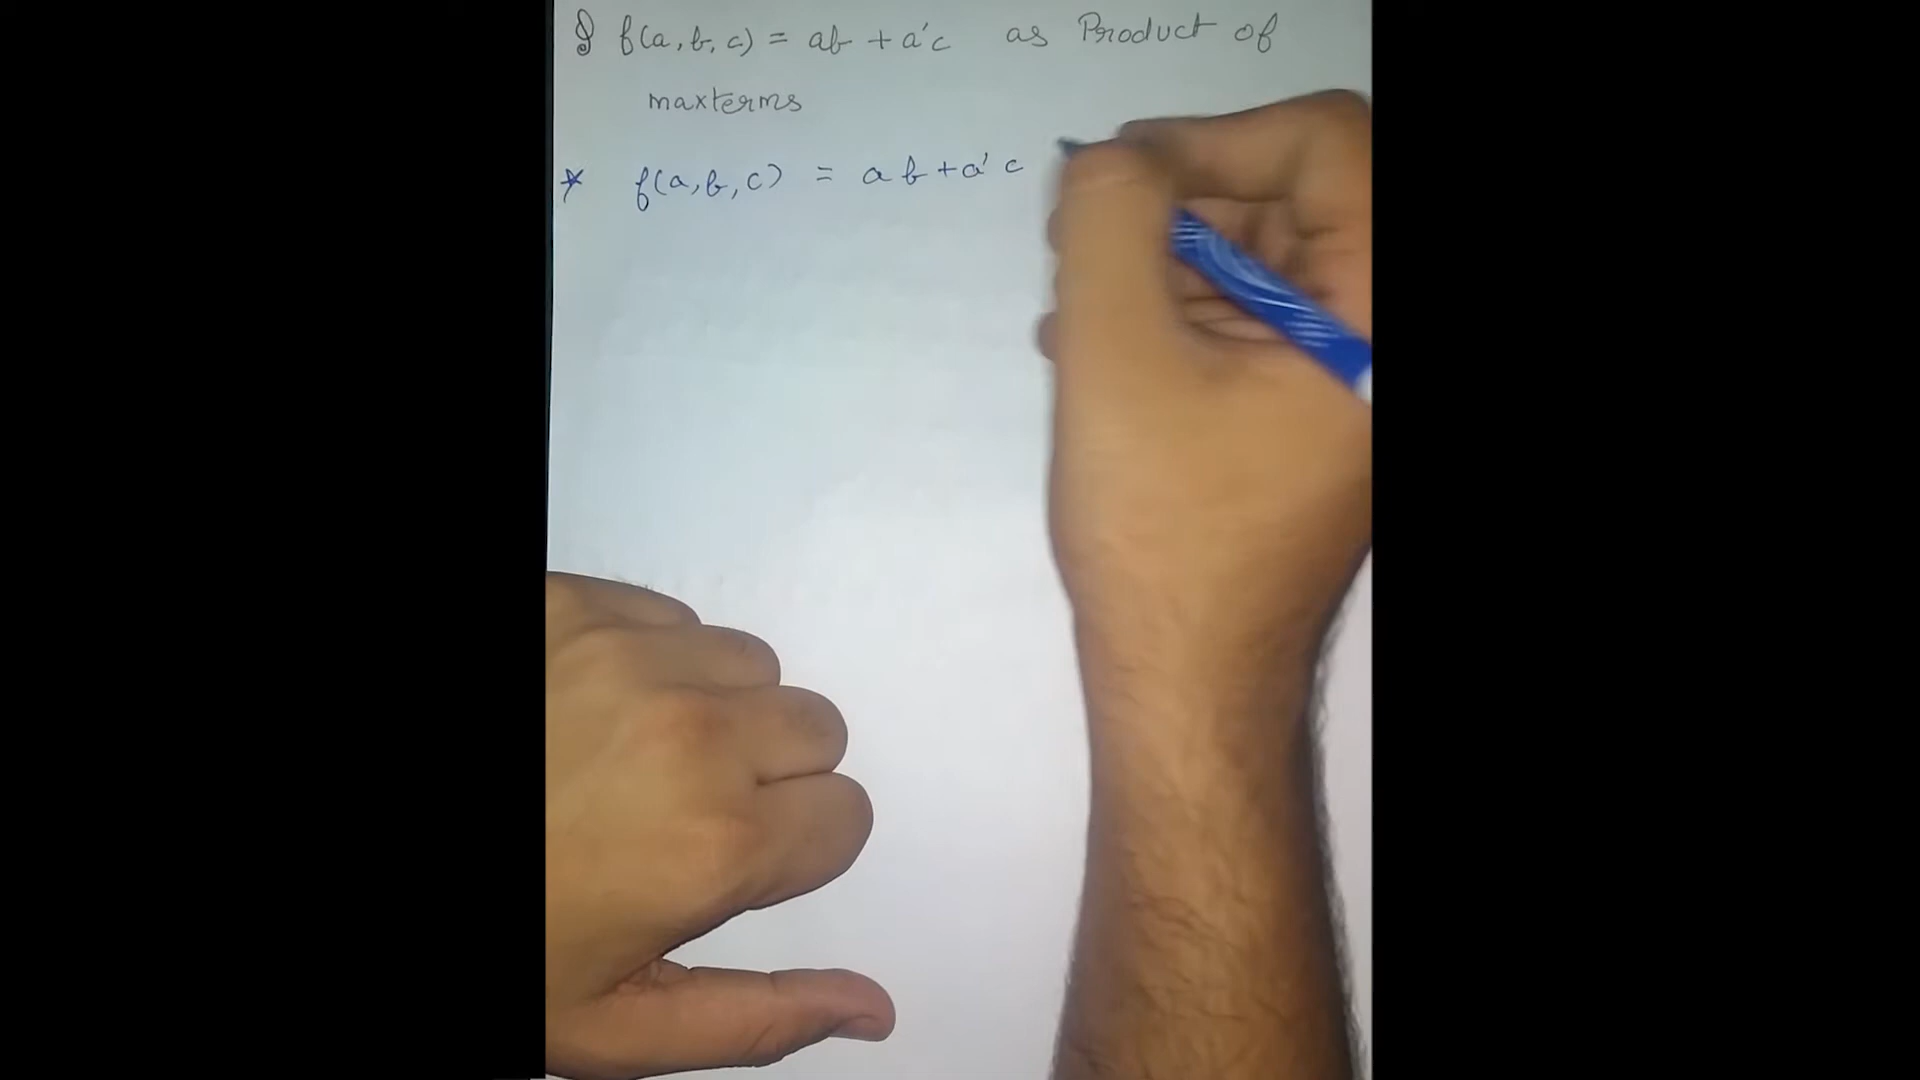 f(a,b,c) = ab + a'c as Product of
maxterms
* f(a,b,c) = ab+a'c